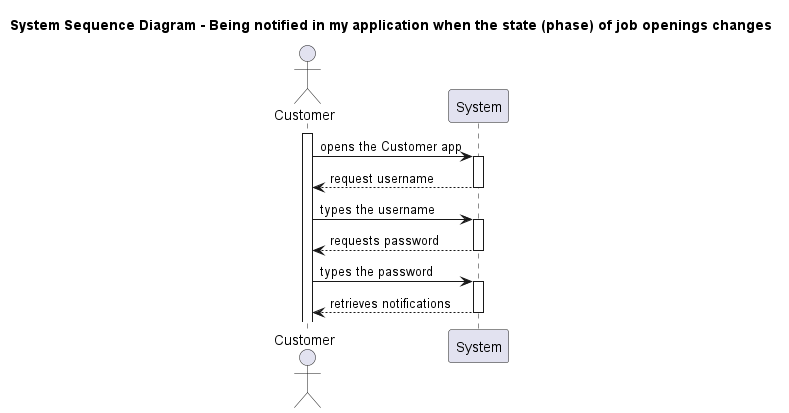 System Sequence Diagram - Being notified in my application when the state (phase) of job openings changes
Customer
System
opens the Customer app
request username
types the username
requests password
types the password
retrieves notifications
Customer
System